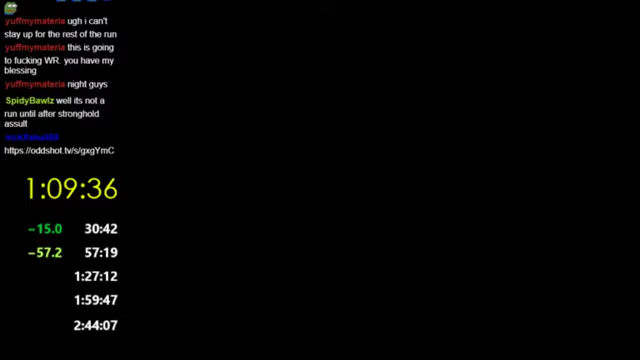 yuffmymateria ugh i can't
stay up for the rest of the run
yuffmymateria this is going
to fucking WR. you have my
blessing
yuffmymateria night guys
SpidyBawlz well its not a
run until after stronghold
assult
https://oddshot.tv/s/gxgYmC
1:09:36
−15.0 30:42
−57.2 57:19
1:27:12
1:59:47
2:44:07